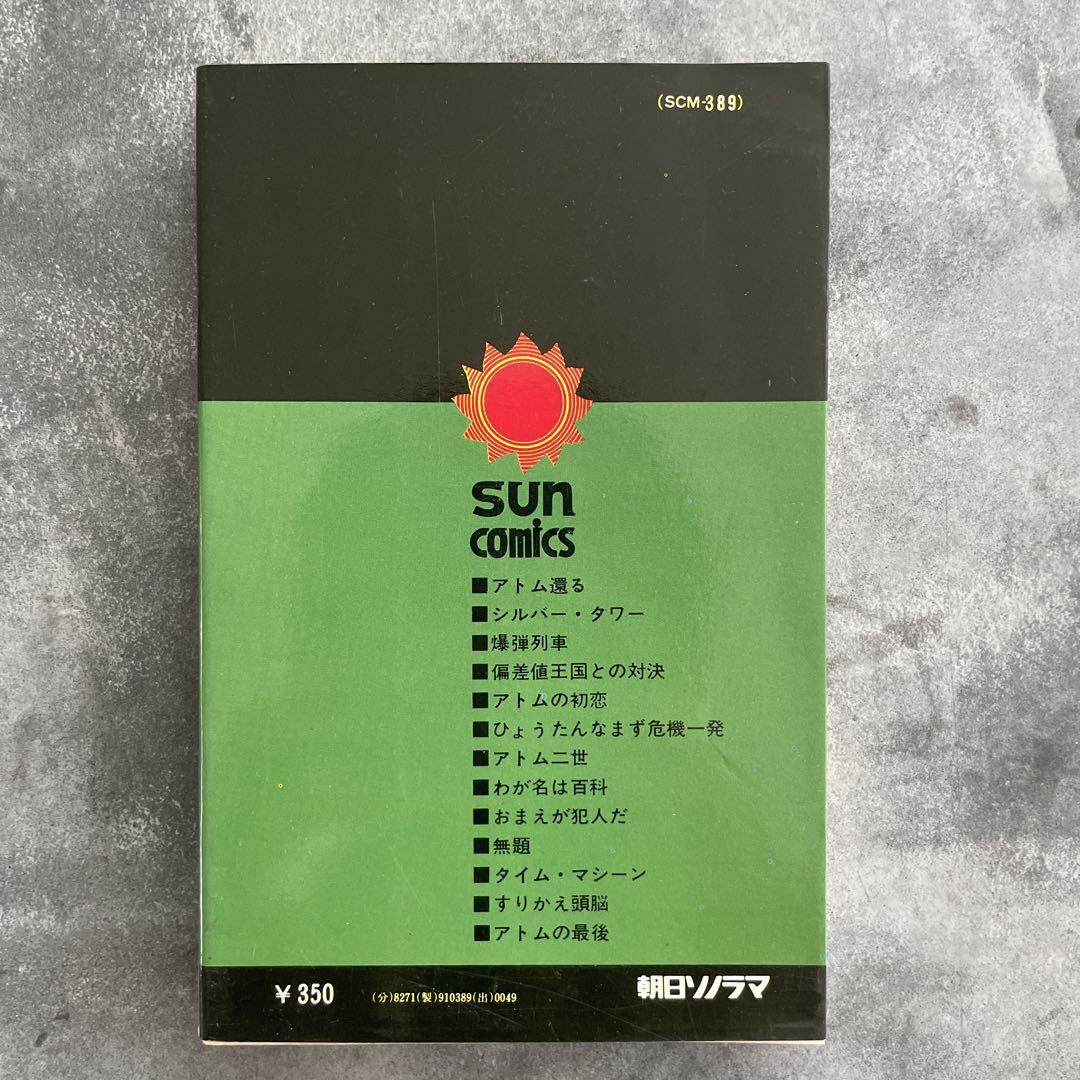 (SCM-389)
sun
comics
■アトム還る
■シルバー・タワー
■爆弾列車
■偏差値王国との対決
■アトムの初恋
■ひょうたんなまず危機一発
■アトム二世
■わが名は百科
■おまえが犯人だ
■無題
■タイム・マシーン
■すりかえ頭脳
■アトムの最後
¥350
(分)8271(製)910389(出)0049
朝日ソノラマ